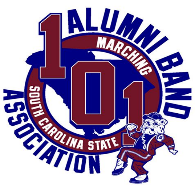 ALUMNI BAND
MARCHING
101
SOUTH CAROLINA STATE
ASSOCIATION